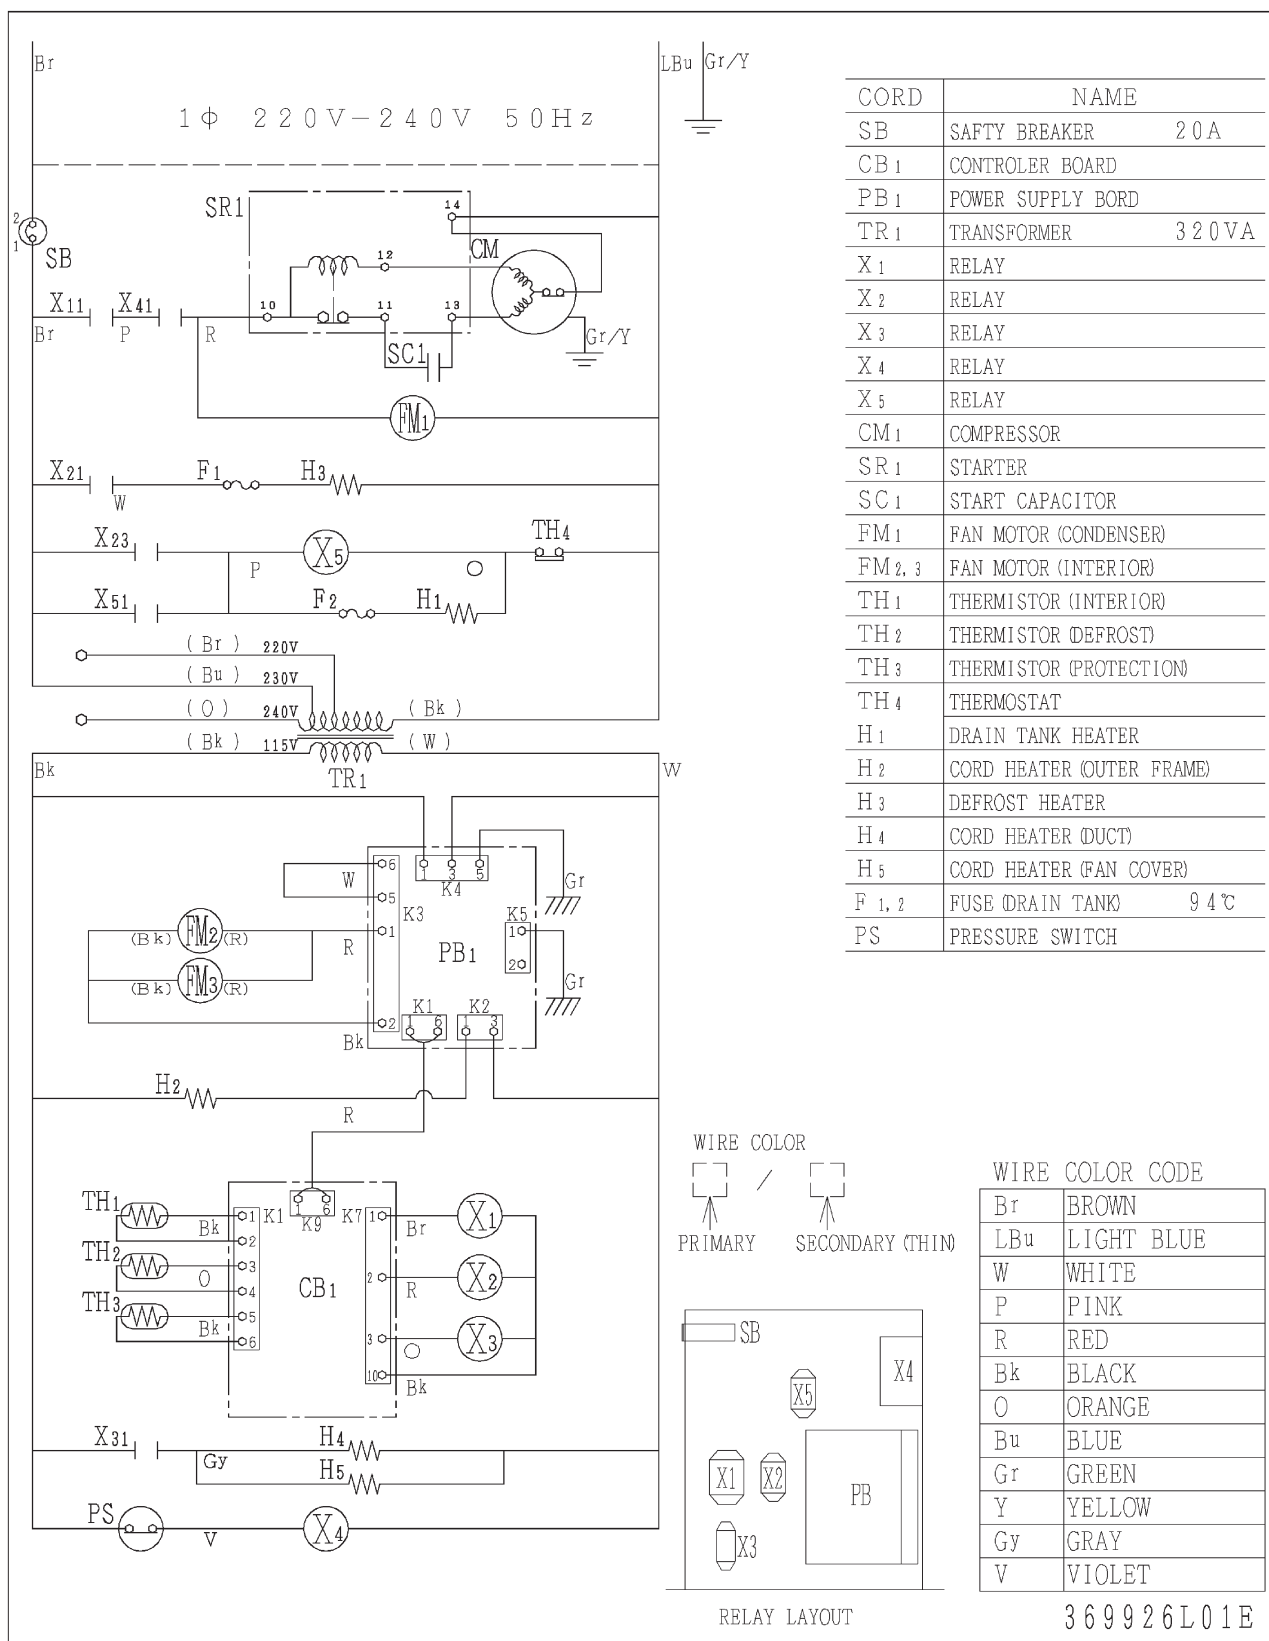 Br
LBu Gr/Y
1φ 220V-240V 50Hz
SR1
14
2
1
SB
CM
12
X11 X41
10 11 13
Br P R
SC1
Gr/Y
FM1
X21 F1 H3
W
X23 X5 TH4
P O
X51 F2 H1
(Br) 220V
(Bu) 230V
(O) 240V (Bk)
(Bk) 115V (W)
Bk TR1 W
6 1 3 5
W K4 Gr
5
K3 K5
(Bk) FM2 (R) 1 1
R PB1
(Bk) FM3 (R) 2
Gr
K1 K2
2 1 6 1 3
Bk
H2
R
TH1 1 K1 1 6 K9 K7 1 X1
Bk 2 Br
TH2 3 2 X2
O 4 CB1 R
TH3 5 3 X3
Bk 6 O
10 Bk
X31 H4
Gy H5
PS X4
V
CORD NAME
SB SAFTY BREAKER 20A
CB1 CONTROLER BOARD
PB1 POWER SUPPLY BORD
TR1 TRANSFORMER 320VA
X1 RELAY
X2 RELAY
X3 RELAY
X4 RELAY
X5 RELAY
CM1 COMPRESSOR
SR1 STARTER
SC1 START CAPACITOR
FM1 FAN MOTOR (CONDENSER)
FM2,3 FAN MOTOR (INTERIOR)
TH1 THERMISTOR (INTERIOR)
TH2 THERMISTOR (DEFROST)
TH3 THERMISTOR (PROTECTION)
TH4 THERMOSTAT
H1 DRAIN TANK HEATER
H2 CORD HEATER (OUTER FRAME)
H3 DEFROST HEATER
H4 CORD HEATER (DUCT)
H5 CORD HEATER (FAN COVER)
F 1,2 FUSE (DRAIN TANK) 94℃
PS PRESSURE SWITCH
WIRE COLOR
/
PRIMARY SECONDARY (THIN)
SB
X4
X5
X1 X2 PB
X3
RELAY LAYOUT
WIRE COLOR CODE
Br BROWN
LBu LIGHT BLUE
W WHITE
P PINK
R RED
Bk BLACK
O ORANGE
Bu BLUE
Gr GREEN
Y YELLOW
Gy GRAY
V VIOLET
369926L01E